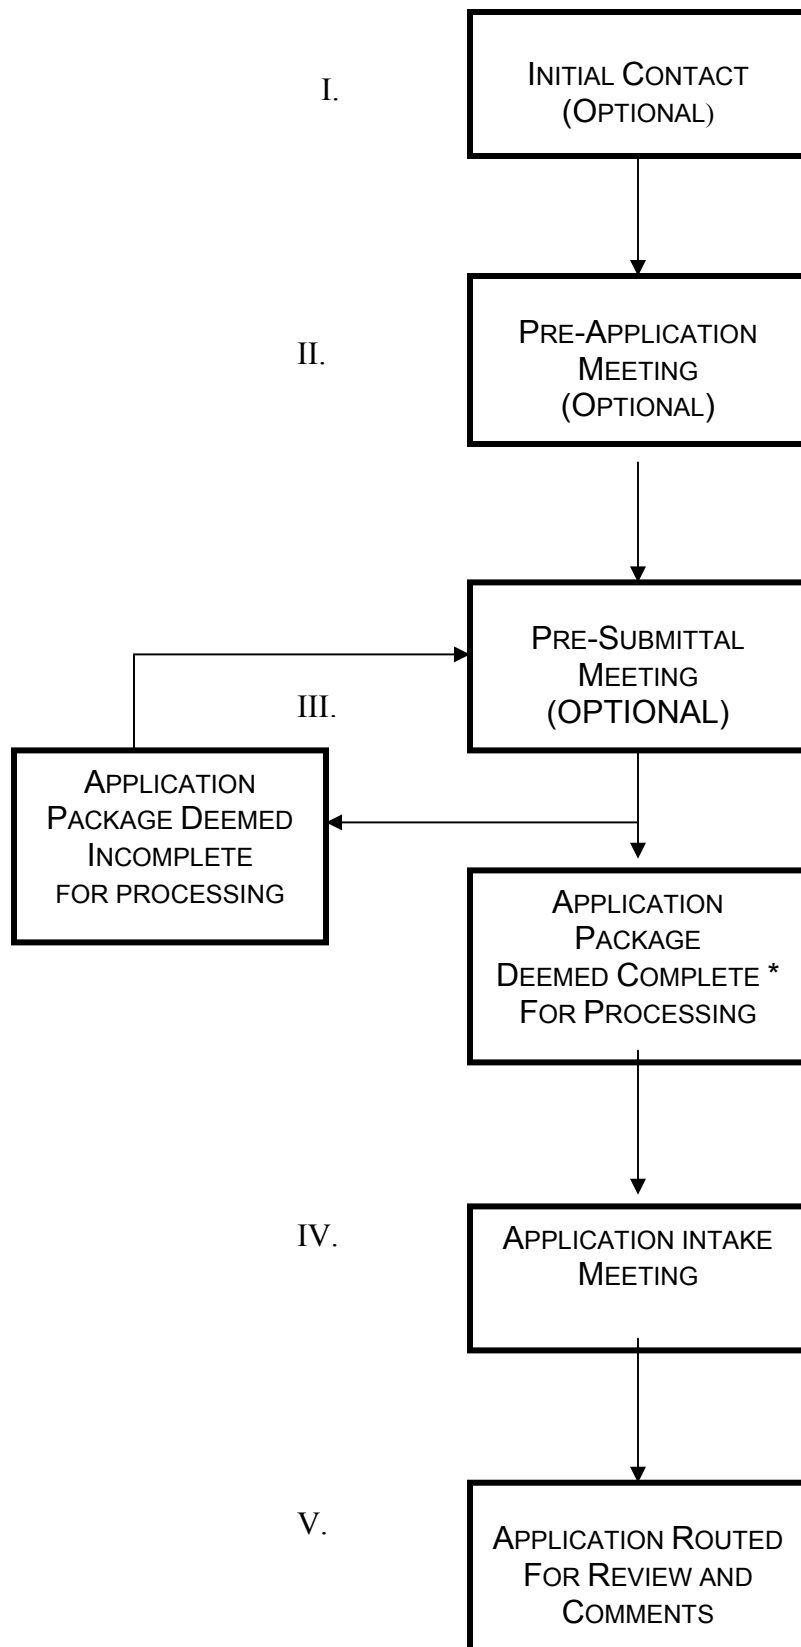 I.
INITIAL CONTACT
(OPTIONAL)
II.
PRE-APPLICATION
MEETING
(OPTIONAL)
III.
PRE-SUBMITTAL
MEETING
(OPTIONAL)
APPLICATION
PACKAGE DEEMED
INCOMPLETE
FOR PROCESSING
APPLICATION
PACKAGE
DEEMED COMPLETE *
FOR PROCESSING
IV.
APPLICATION INTAKE
MEETING
V.
APPLICATION ROUTED
FOR REVIEW AND
COMMENTS